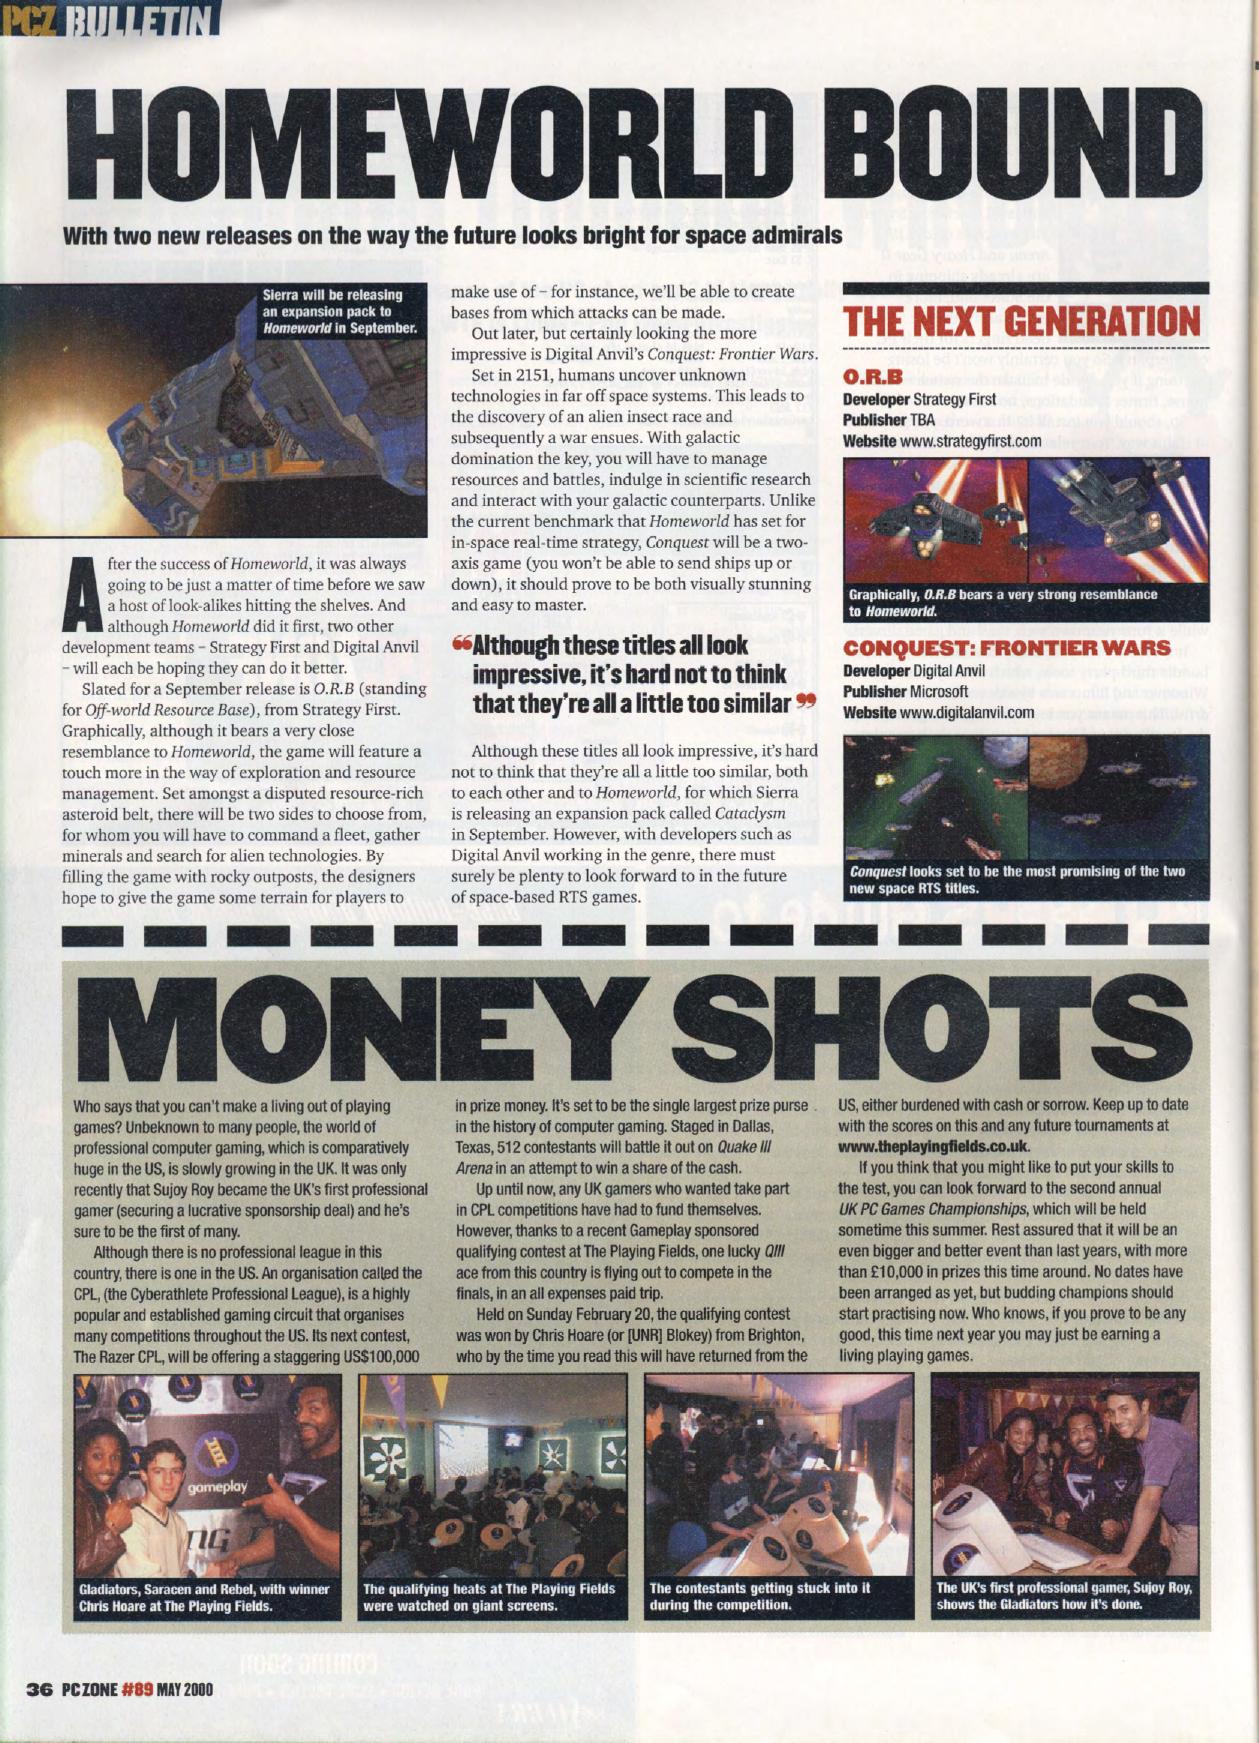 PCZ BULLETIN
HOMEWORLD BOUND
With two new releases on the way the future looks bright for space admirals
Sierra will be releasing
an expansion pack to
Homeworld in September.
After the success of Homeworld, it was always
going to be just a matter of time before we saw
a host of look-alikes hitting the shelves. And
although Homeworld did it first, two other
development teams – Strategy First and Digital Anvil
– will each be hoping they can do it better.
Slated for a September release is O.R.B (standing
for Off-world Resource Base), from Strategy First.
Graphically, although it bears a very close
resemblance to Homeworld, the game will feature a
touch more in the way of exploration and resource
management. Set amongst a disputed resource-rich
asteroid belt, there will be two sides to choose from,
for whom you will have to command a fleet, gather
minerals and search for alien technologies. By
filling the game with rocky outposts, the designers
hope to give the game some terrain for players to
make use of – for instance, we'll be able to create
bases from which attacks can be made.
Out later, but certainly looking the more
impressive is Digital Anvil's Conquest: Frontier Wars.
Set in 2151, humans uncover unknown
technologies in far off space systems. This leads to
the discovery of an alien insect race and
subsequently a war ensues. With galactic
domination the key, you will have to manage
resources and battles, indulge in scientific research
and interact with your galactic counterparts. Unlike
the current benchmark that Homeworld has set for
in-space real-time strategy, Conquest will be a two-
axis game (you won't be able to send ships up or
down), it should prove to be both visually stunning
and easy to master.
“Although these titles all look
impressive, it's hard not to think
that they're all a little too similar”
Although these titles all look impressive, it's hard
not to think that they're all a little too similar, both
to each other and to Homeworld, for which Sierra
is releasing an expansion pack called Cataclysm
in September. However, with developers such as
Digital Anvil working in the genre, there must
surely be plenty to look forward to in the future
of space-based RTS games.
THE NEXT GENERATION
O.R.B
Developer Strategy First
Publisher TBA
Website www.strategyfirst.com
Graphically, O.R.B bears a very strong resemblance
to Homeworld.
CONQUEST: FRONTIER WARS
Developer Digital Anvil
Publisher Microsoft
Website www.digitalanvil.com
Conquest looks set to be the most promising of the two
new space RTS titles.
MONEY SHOTS
Who says that you can't make a living out of playing
games? Unbeknown to many people, the world of
professional computer gaming, which is comparatively
huge in the US, is slowly growing in the UK. It was only
recently that Sujoy Roy became the UK's first professional
gamer (securing a lucrative sponsorship deal) and he's
sure to be the first of many.
Although there is no professional league in this
country, there is one in the US. An organisation called the
CPL, (the Cyberathlete Professional League), is a highly
popular and established gaming circuit that organises
many competitions throughout the US. Its next contest,
The Razer CPL, will be offering a staggering US$100,000
in prize money. It's set to be the single largest prize purse
in the history of computer gaming. Staged in Dallas,
Texas, 512 contestants will battle it out on Quake III
Arena in an attempt to win a share of the cash.
Up until now, any UK gamers who wanted take part
in CPL competitions have had to fund themselves.
However, thanks to a recent Gameplay sponsored
qualifying contest at The Playing Fields, one lucky QIII
ace from this country is flying out to compete in the
finals, in an all expenses paid trip.
Held on Sunday February 20, the qualifying contest
was won by Chris Hoare (or [UNR] Blokey) from Brighton,
who by the time you read this will have returned from the
US, either burdened with cash or sorrow. Keep up to date
with the scores on this and any future tournaments at
www.theplayingfields.co.uk.
If you think that you might like to put your skills to
the test, you can look forward to the second annual
UK PC Games Championships, which will be held
sometime this summer. Rest assured that it will be an
even bigger and better event than last years, with more
than £10,000 in prizes this time around. No dates have
been arranged as yet, but budding champions should
start practising now. Who knows, if you prove to be any
good, this time next year you may just be earning a
living playing games.
gameplay
Gladiators, Saracen and Rebel, with winner
Chris Hoare at The Playing Fields.
The qualifying heats at The Playing Fields
were watched on giant screens.
The contestants getting stuck into it
during the competition.
The UK's first professional gamer, Sujoy Roy,
shows the Gladiators how it's done.
36 PC ZONE #89 MAY 2000